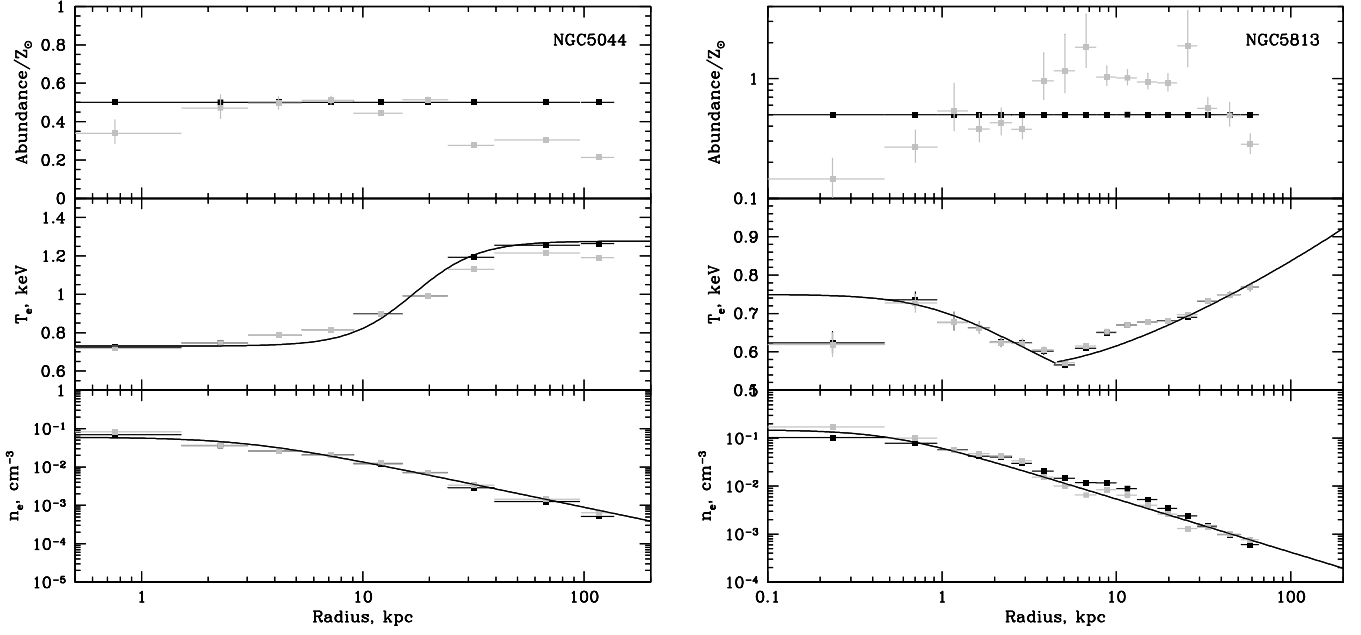 NGC5044
Abundance/Z⊙
1
0.8
0.6
0.4
0.2
0
Tₑ, keV
1.4
1.2
1
0.8
0.6
nₑ, cm⁻³
1
10⁻¹
10⁻²
10⁻³
10⁻⁴
10⁻⁵
1 10 100
Radius, kpc
NGC5813
Abundance/Z⊙
1
0.1
Tₑ, keV
0.9
0.8
0.7
0.6
0.5
nₑ, cm⁻³
10⁻¹
10⁻²
10⁻³
10⁻⁴
0.1 1 10 100
Radius, kpc